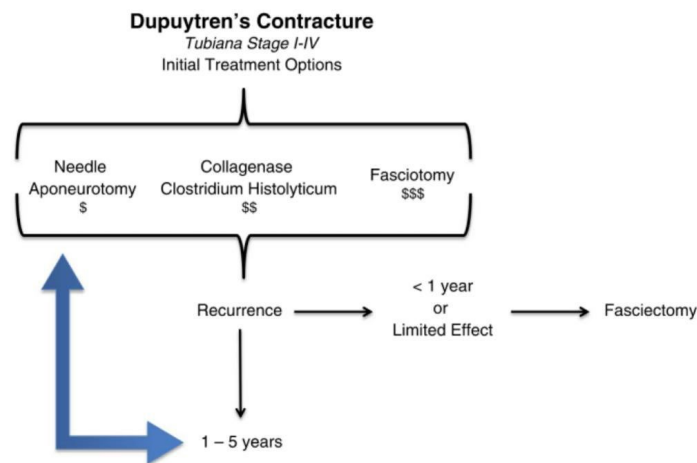 Dupuytren's Contracture
Tubiana Stage I-IV
Initial Treatment Options
Needle
Aponeurotomy
$
Collagenase
Clostridium Histolyticum
$$
Fasciotomy
$$$
Recurrence
< 1 year
or
Limited Effect
Fasciectomy
1 – 5 years